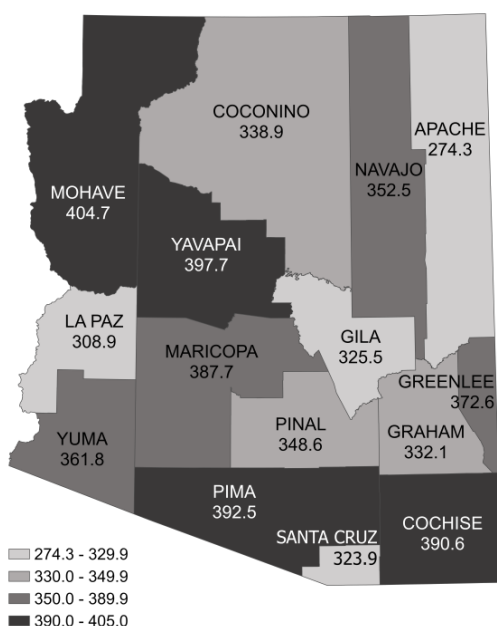 COCONINO
338.9
APACHE
274.3
NAVAJO
352.5
MOHAVE
404.7
YAVAPAI
397.7
LA PAZ
308.9
MARICOPA
387.7
GILA
325.5
GREENLEE
372.6
YUMA
361.8
PINAL
348.6
GRAHAM
332.1
PIMA
392.5
SANTA CRUZ
323.9
COCHISE
390.6
274.3 - 329.9
330.0 - 349.9
350.0 - 389.9
390.0 - 405.0